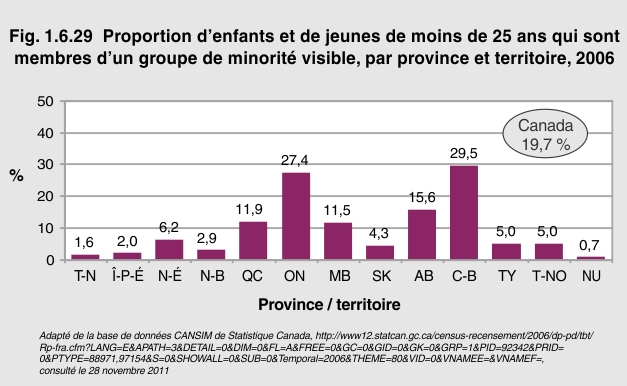 Fig. 1.6.29 Proportion d'enfants et de jeunes de moins de 25 ans qui sont
membres d'un groupe de minorité visible, par province et territoire, 2006
50
40
30
20
10
0
%
Canada
19,7 %
1,6
2,0
6,2
2,9
11,9
27,4
11,5
4,3
15,6
29,5
5,0
5,0
0,7
T-N Î-P-É N-É N-B QC ON MB SK AB C-B TY T-NO NU
Province / territoire
Adapté de la base de données CANSIM de Statistique Canada, http://www12.statcan.gc.ca/census-recensement/2006/dp-pd/tbt/
Rp-fra.cfm?LANG=E&APATH=3&DETAIL=0&DIM=0&FL=A&FREE=0&GC=0&GID=0&GK=0&GRP=1&PID=92342&PRID=
0&PTYPE=88971,97154&S=0&SHOWALL=0&SUB=0&Temporal=2006&THEME=80&VID=0&VNAMEE=&VNAMEF=,
consulté le 28 novembre 2011